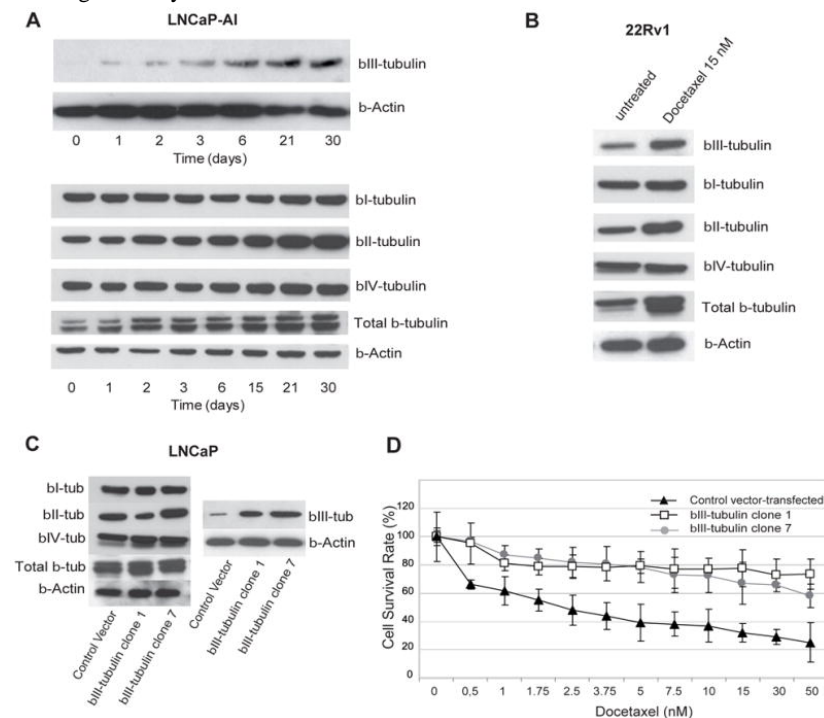 A
LNCaP-AI
bIII-tubulin
b-Actin
0 1 2 3 6 21 30
Time (days)
bI-tubulin
bII-tubulin
bIV-tubulin
Total b-tubulin
b-Actin
0 1 2 3 6 15 21 30
Time (days)
B
22Rv1
untreated
Docetaxel 15 nM
bIII-tubulin
bI-tubulin
bII-tubulin
bIV-tubulin
Total b-tubulin
b-Actin
C
LNCaP
bI-tub
bII-tub
bIV-tub
Total b-tub
b-Actin
Control Vector
bIII-tubulin clone 1
bIII-tubulin clone 7
bIII-tub
b-Actin
Control Vector
bIII-tubulin clone 1
bIII-tubulin clone 7
D
Control vector-transfected
bIII-tubulin clone 1
bIII-tubulin clone 7
Cell Survival Rate (%)
120
100
80
60
40
20
0
0 0,5 1 1.75 2.5 3.75 5 7.5 10 15 30 50
Docetaxel (nM)